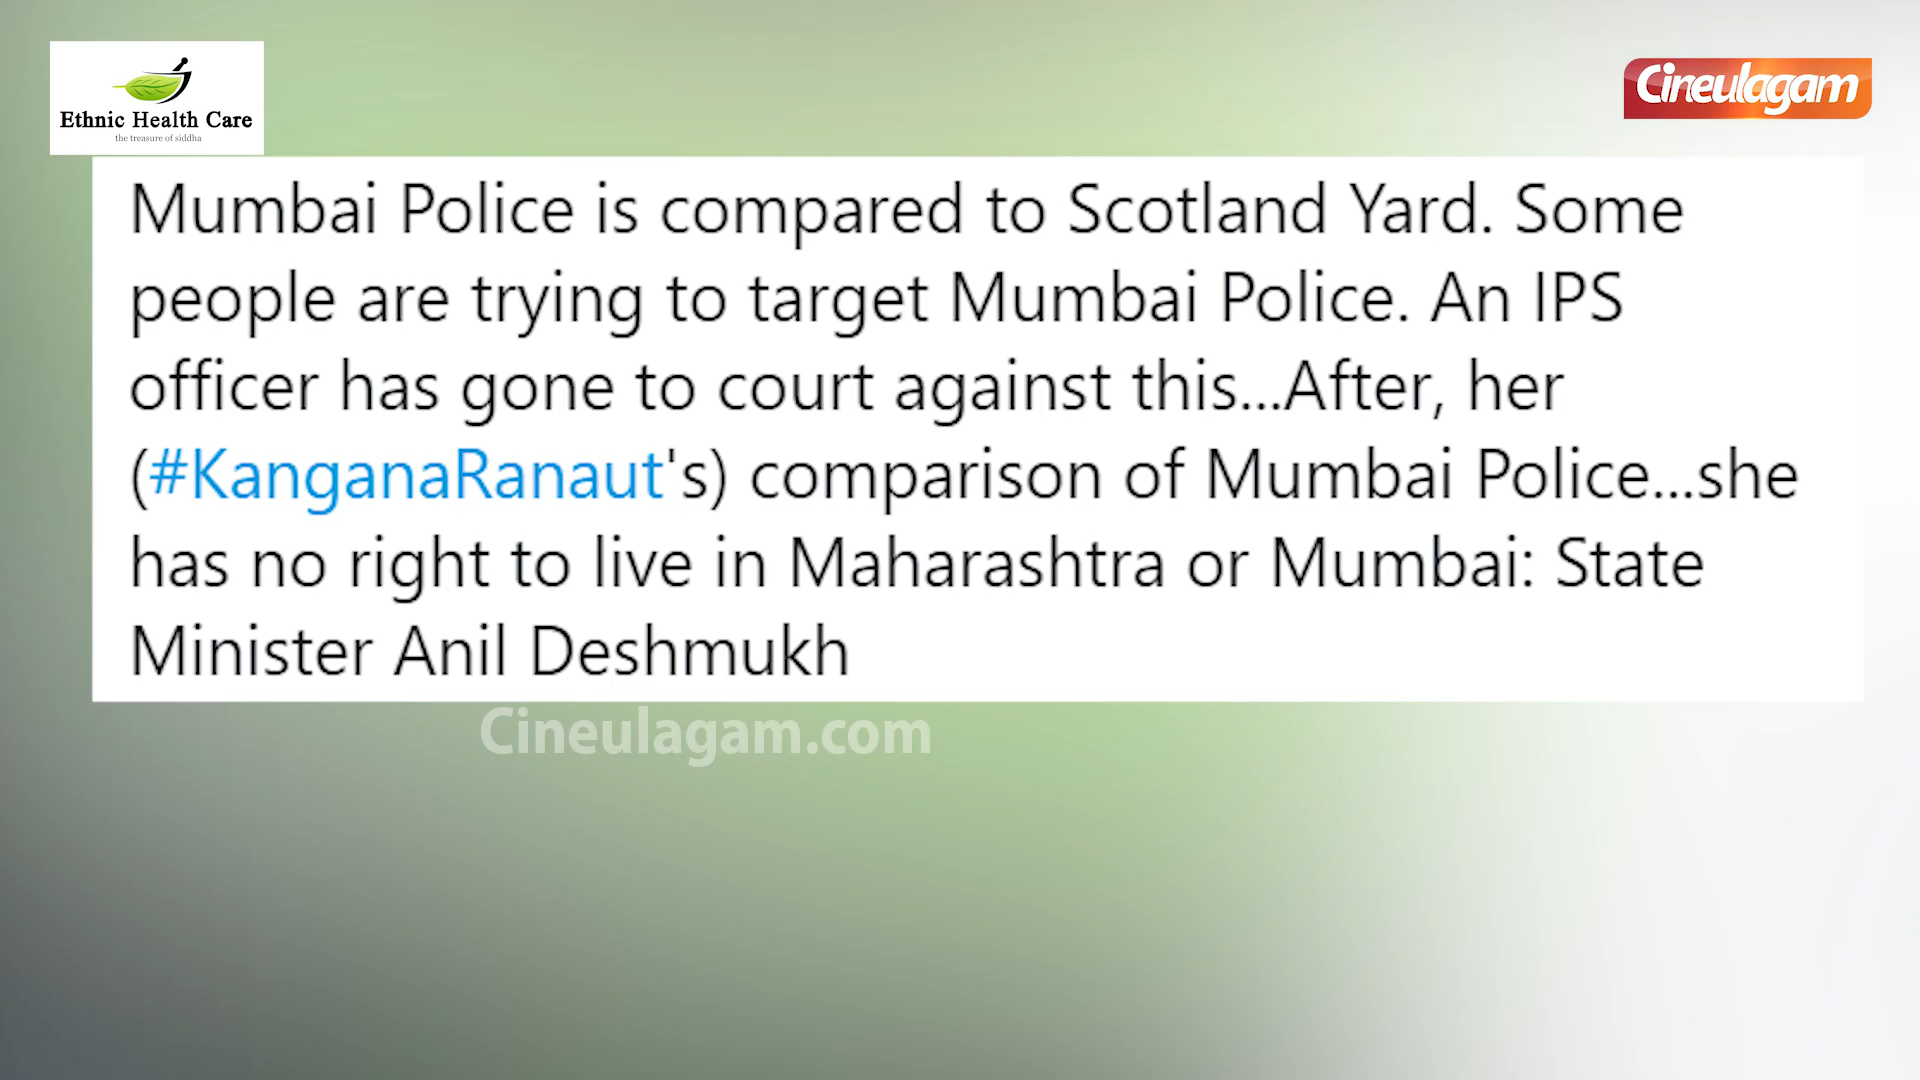 Ethnic Health Care
the treasure of siddha
Cineulagam
Mumbai Police is compared to Scotland Yard. Some
people are trying to target Mumbai Police. An IPS
officer has gone to court against this...After, her
(#KanganaRanaut's) comparison of Mumbai Police...she
has no right to live in Maharashtra or Mumbai: State
Minister Anil Deshmukh
Cineulagam.com